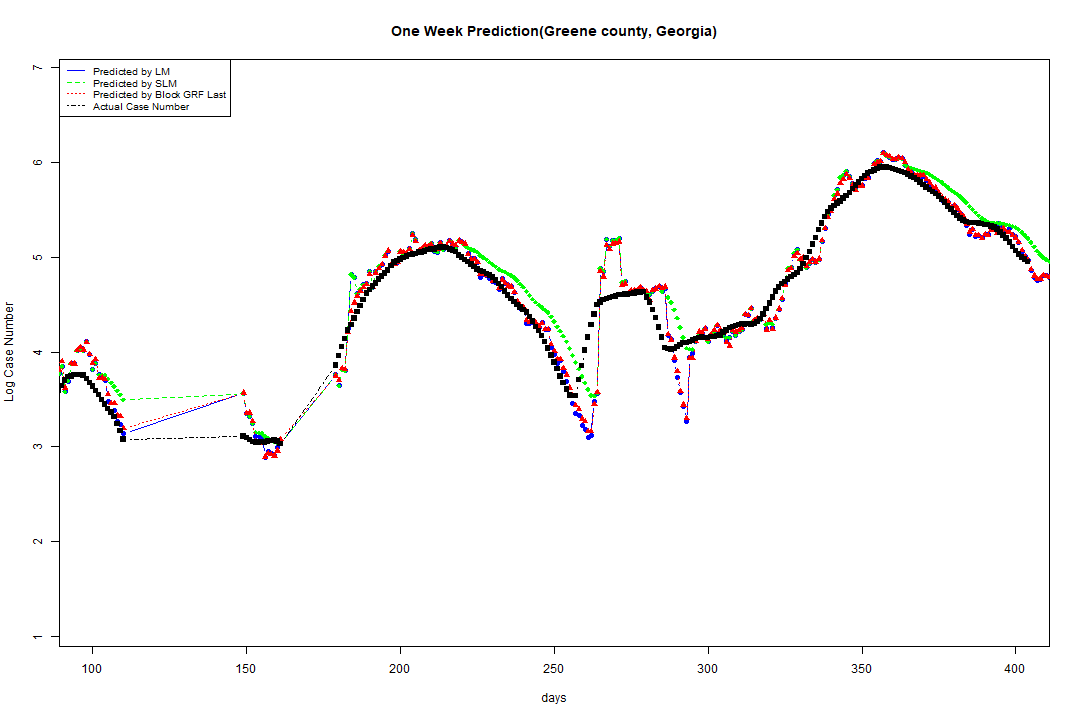 One Week Prediction(Greene county, Georgia)
Predicted by LM
Predicted by SLM
Predicted by Block GRF Last
Actual Case Number
Log Case Number
7
6
5
4
3
2
1
100 150 200 250 300 350 400
days